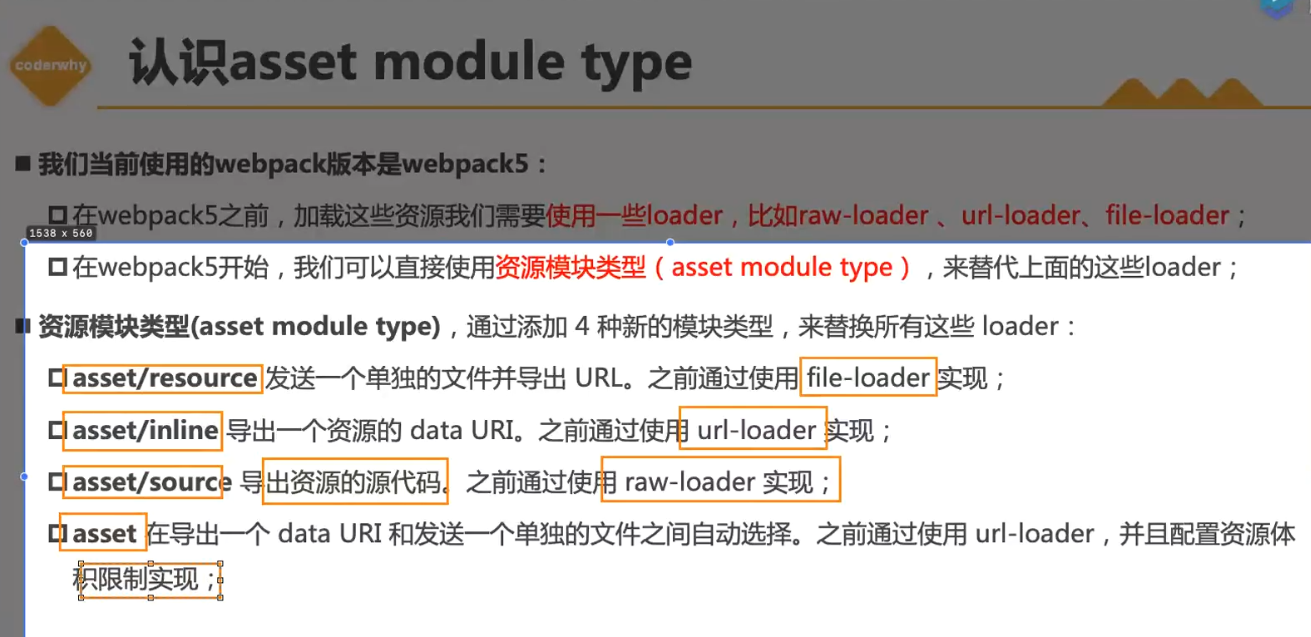 coderwhy
认识asset module type
我们当前使用的webpack版本是webpack5：
在webpack5之前，加载这些资源我们需要使用一些loader，比如raw-loader 、url-loader、file-loader；
1538 x 560
在webpack5开始，我们可以直接使用资源模块类型（asset module type），来替代上面的这些loader；
资源模块类型(asset module type)，通过添加 4 种新的模块类型，来替换所有这些 loader：
asset/resource 发送一个单独的文件并导出 URL。之前通过使用 file-loader 实现；
asset/inline 导出一个资源的 data URI。之前通过使用 url-loader 实现；
asset/source 导出资源的源代码。之前通过使用 raw-loader 实现；
asset 在导出一个 data URI 和发送一个单独的文件之间自动选择。之前通过使用 url-loader，并且配置资源体
积限制实现；